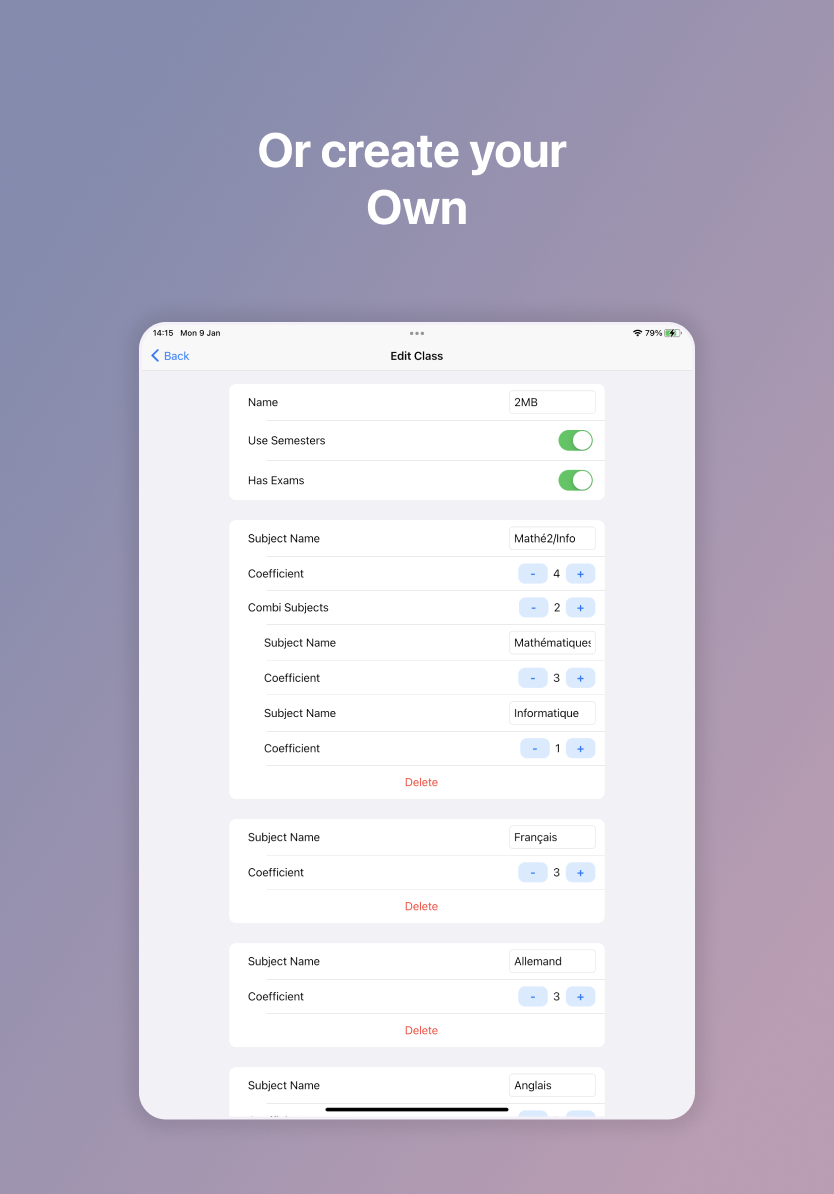 Or create your
Own
14:15 Mon 9 Jan
79%
Back
Edit Class
Name 2MB
Use Semesters
Has Exams
Subject Name Mathé2/Info
Coefficient - 4 +
Combi Subjects - 2 +
Subject Name Mathématiques
Coefficient - 3 +
Subject Name Informatique
Coefficient - 1 +
Delete
Subject Name Français
Coefficient - 3 +
Delete
Subject Name Allemand
Coefficient - 3 +
Delete
Subject Name Anglais